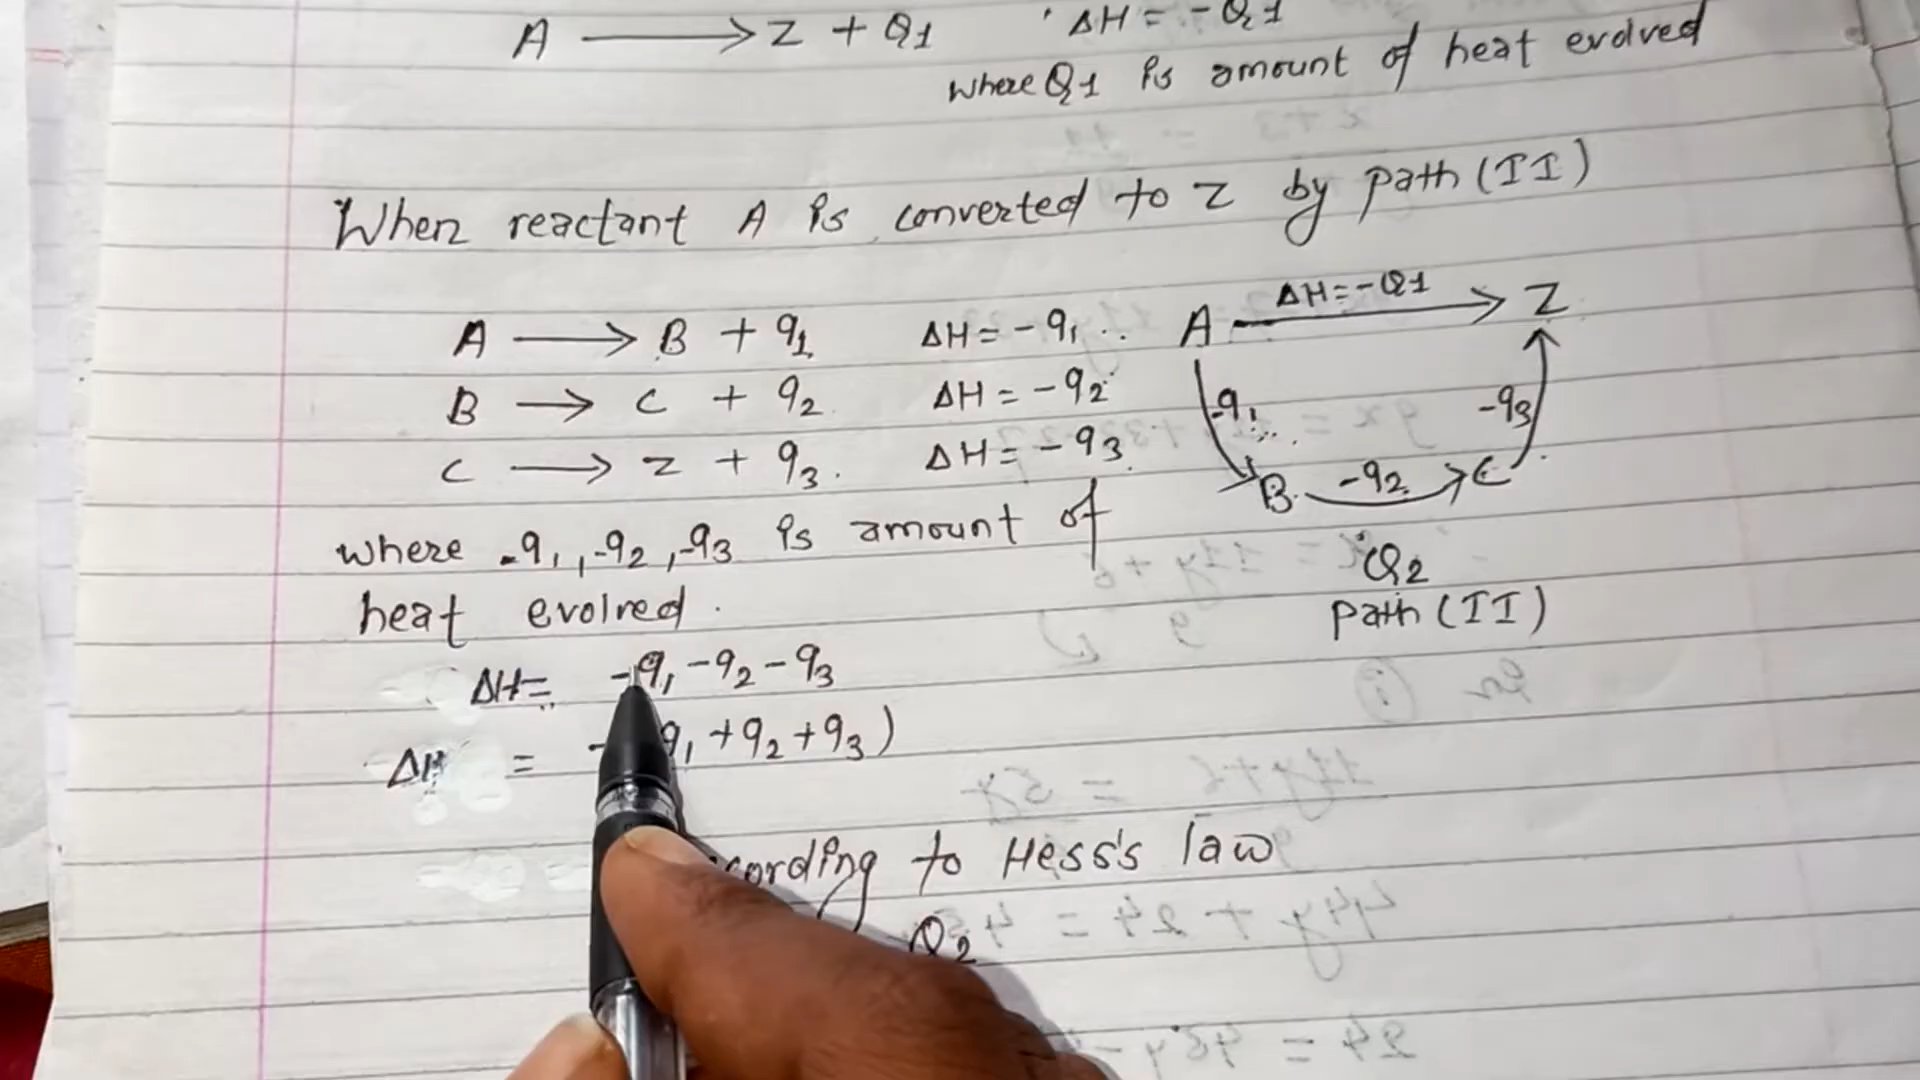 A ⟶ Z + Q1 ΔH = -Q1
where Q1 is amount of heat evolved
When reactant A is converted to Z by path (II)
A ⟶ B + q1 ΔH = -q1
B ⟶ C + q2 ΔH = -q2
C ⟶ Z + q3. ΔH = -q3
A ΔH=-Q1 Z
-q1
-q3
B -q2 C
where -q1, -q2, -q3 is amount of
heat evolved.
Q2
Path (II)
ΔH= -q1 -q2 -q3
ΔH = - q1 +q2 +q3)
to Hess's law
Q2